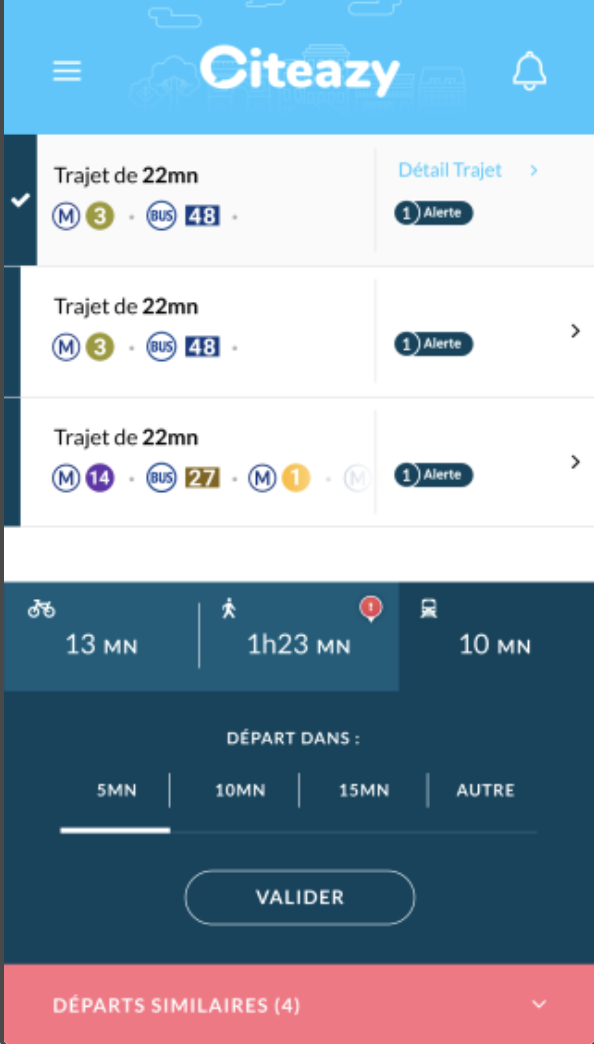 Citeazy
Trajet de 22mn
Détail Trajet >
M 3 · BUS 48 ·
1 Alerte
Trajet de 22mn
M 3 · BUS 48 ·
1 Alerte
Trajet de 22mn
M 14 · BUS 27 · M 1 · M
1 Alerte
13 MN
1h23 MN
!
10 MN
DÉPART DANS :
5MN
10MN
15MN
AUTRE
VALIDER
DÉPARTS SIMILAIRES (4)